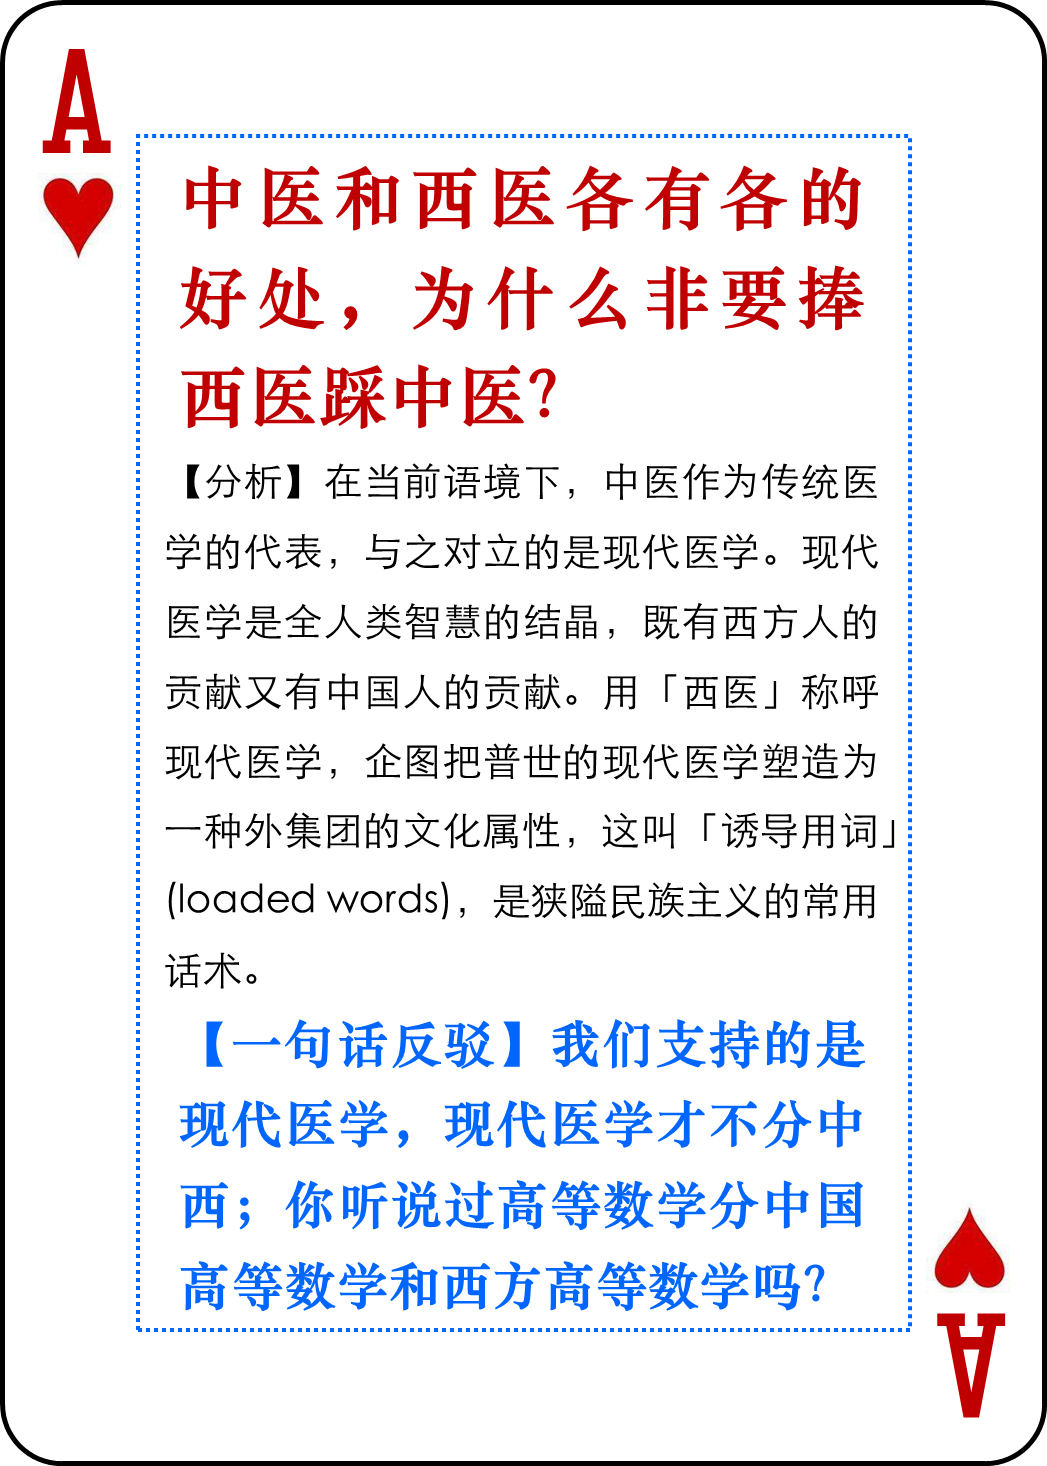 A
中医和西医各有各的
好处，为什么非要捧
西医踩中医？
【分析】在当前语境下，中医作为传统医
学的代表，与之对立的是现代医学。现代
医学是全人类智慧的结晶，既有西方人的
贡献又有中国人的贡献。用「西医」称呼
现代医学，企图把普世的现代医学塑造为
一种外集团的文化属性，这叫「诱导用词」
(loaded words)，是狭隘民族主义的常用
话术。
【一句话反驳】我们支持的是
现代医学，现代医学才不分中
西；你听说过高等数学分中国
高等数学和西方高等数学吗？
A